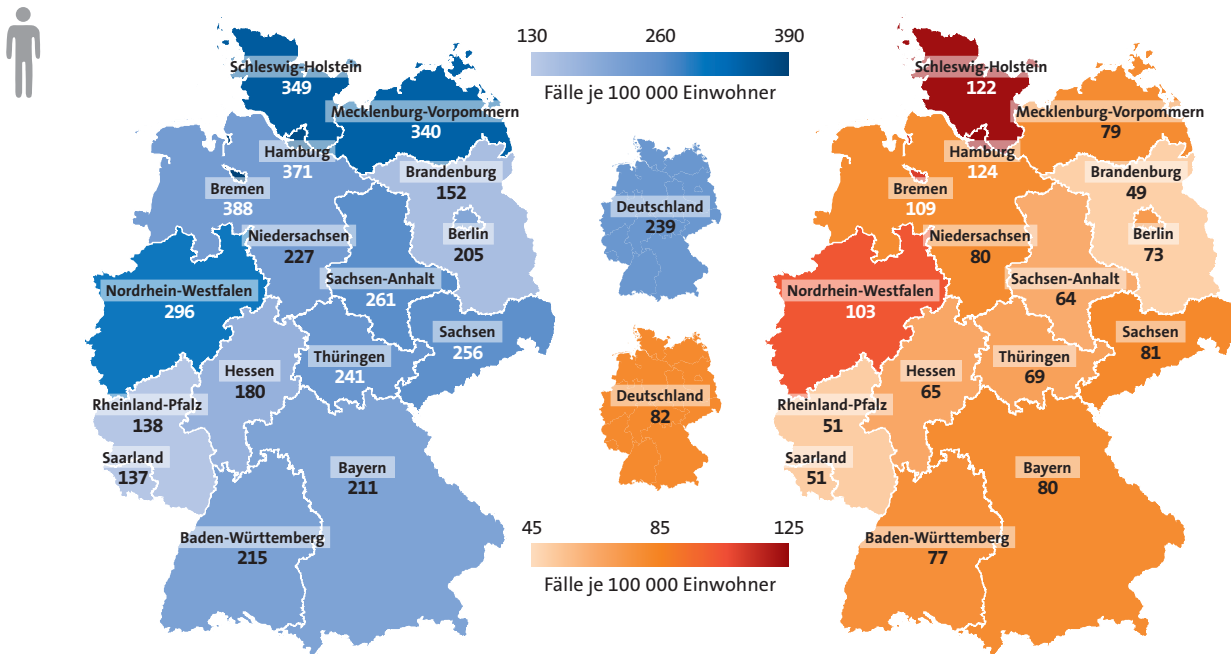 130 260 390
Fälle je 100 000 Einwohner
Schleswig-Holstein
349
Mecklenburg-Vorpommern
340
Hamburg
371
Brandenburg
152
Bremen
388
Berlin
205
Niedersachsen
227
Sachsen-Anhalt
261
Nordrhein-Westfalen
296
Sachsen
256
Thüringen
241
Hessen
180
Rheinland-Pfalz
138
Saarland
137
Bayern
211
Baden-Württemberg
215
Deutschland
239
Deutschland
82
45 85 125
Fälle je 100 000 Einwohner
Schleswig-Holstein
122
Mecklenburg-Vorpommern
79
Hamburg
124
Brandenburg
49
Bremen
109
Berlin
73
Niedersachsen
80
Sachsen-Anhalt
64
Nordrhein-Westfalen
103
Sachsen
81
Thüringen
69
Hessen
65
Rheinland-Pfalz
51
Saarland
51
Bayern
80
Baden-Württemberg
77